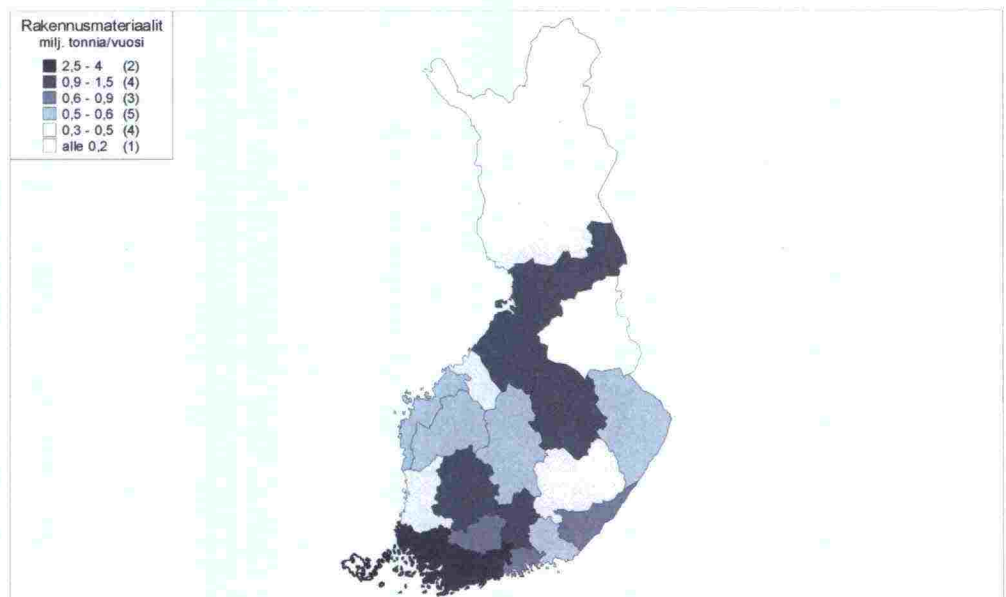 Rakennusmateriaalit
milj. tonnia/vuosi
2,5 - 4 (2)
0,9 - 1,5 (4)
0,6 - 0,9 (3)
0,5 - 0,6 (5)
0,3 - 0,5 (4)
alle 0,2 (1)